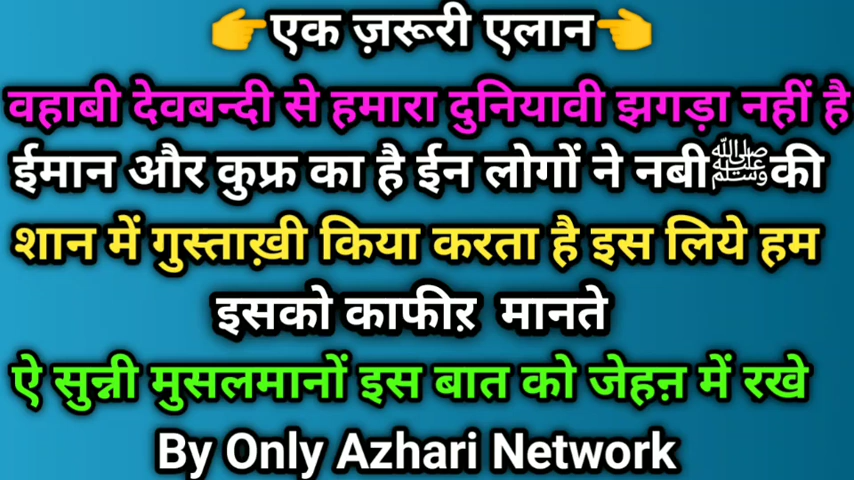 👉एक ज़रूरी एलान👈
वहाबी देवबन्दी से हमारा दुनियावी झगड़ा नहीं है
ईमान और कुफ्र का है ईन लोगों ने नबीﷺकी
शान में गुस्ताख़ी किया करता है इस लिये हम
इसको काफीऱ मानते
ऐ सुन्नी मुसलमानों इस बात को जेहऩ में रखे
By Only Azhari Network